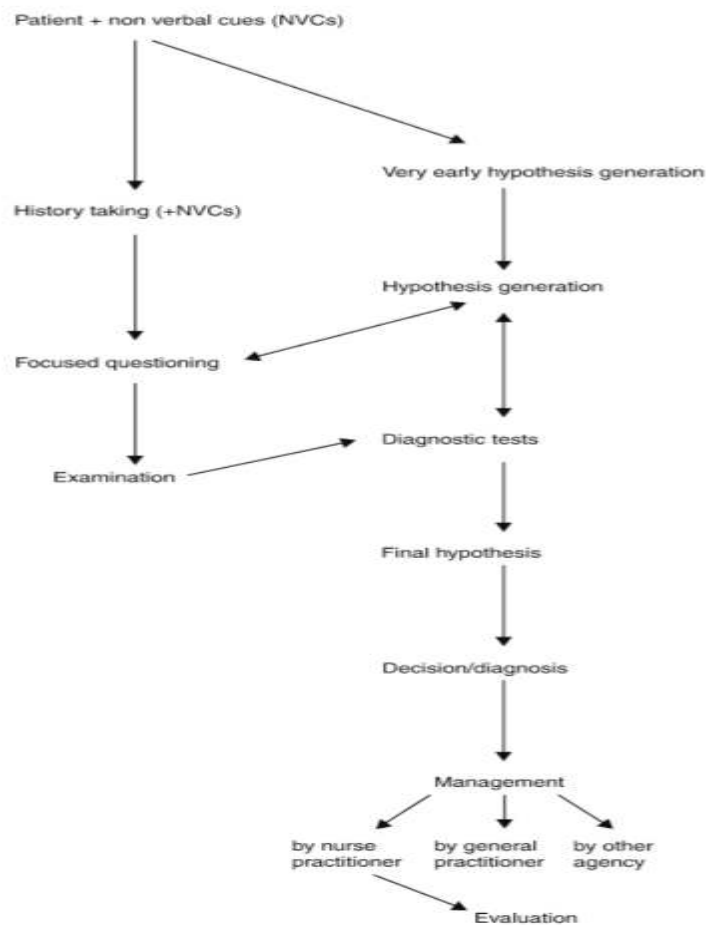 Patient + non verbal cues (NVCs)
Very early hypothesis generation
History taking (+NVCs)
Hypothesis generation
Focused questioning
Diagnostic tests
Examination
Final hypothesis
Decision/diagnosis
Management
by nurse
practitioner
by general
practitioner
by other
agency
Evaluation